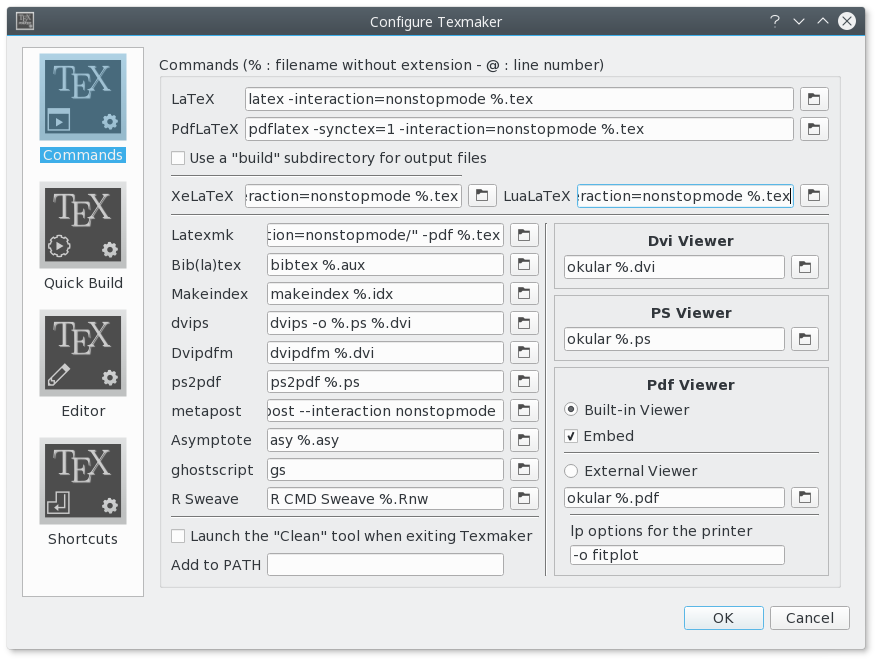 Configure Texmaker
TEX
Commands
TEX
Quick Build
TEX
Editor
TEX
Shortcuts
Commands (% : filename without extension - @ : line number)
LaTeX latex -interaction=nonstopmode %.tex
PdfLaTeX pdflatex -synctex=1 -interaction=nonstopmode %.tex
Use a "build" subdirectory for output files
XeLaTeX eraction=nonstopmode %.tex LuaLaTeX eraction=nonstopmode %.tex
Latexmk tion=nonstopmode/" -pdf %.tex
Bib(la)tex bibtex %.aux
Makeindex makeindex %.idx
dvips dvips -o %.ps %.dvi
Dvipdfm dvipdfm %.dvi
ps2pdf ps2pdf %.ps
metapost post --interaction nonstopmode
Asymptote asy %.asy
ghostscript gs
R Sweave R CMD Sweave %.Rnw
Launch the "Clean" tool when exiting Texmaker
Add to PATH
Dvi Viewer
okular %.dvi
PS Viewer
okular %.ps
Pdf Viewer
Built-in Viewer
Embed
External Viewer
okular %.pdf
lp options for the printer
-o fitplot
OK Cancel